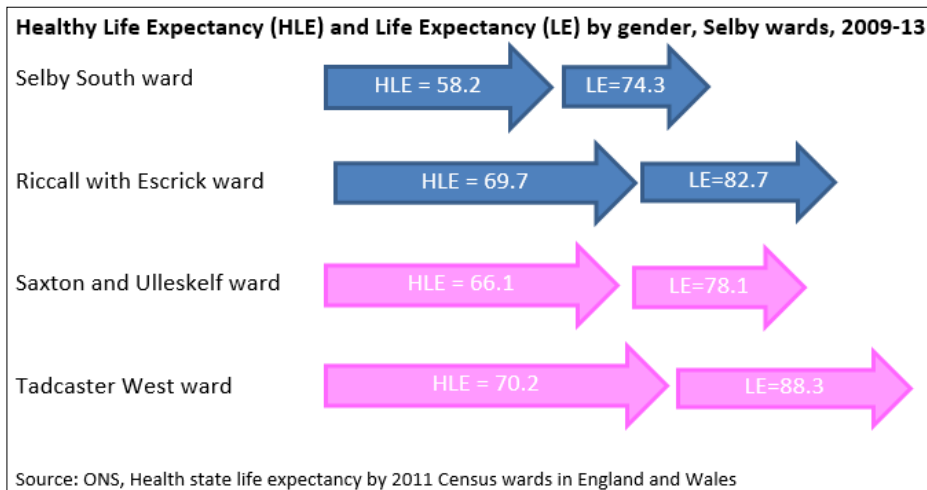 Healthy Life Expectancy (HLE) and Life Expectancy (LE) by gender, Selby wards, 2009-13
Selby South ward
HLE = 58.2
LE=74.3
Riccall with Escrick ward
HLE = 69.7
LE=82.7
Saxton and Ulleskelf ward
HLE = 66.1
LE=78.1
Tadcaster West ward
HLE = 70.2
LE=88.3
Source: ONS, Health state life expectancy by 2011 Census wards in England and Wales